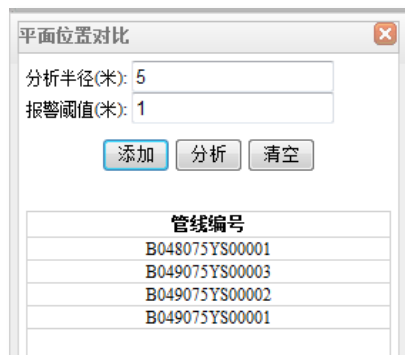 平面位置对比
分析半径(米): 5
报警阈值(米): 1
添加 分析 清空
管线编号
B048075YS00001
B049075YS00003
B049075YS00002
B049075YS00001